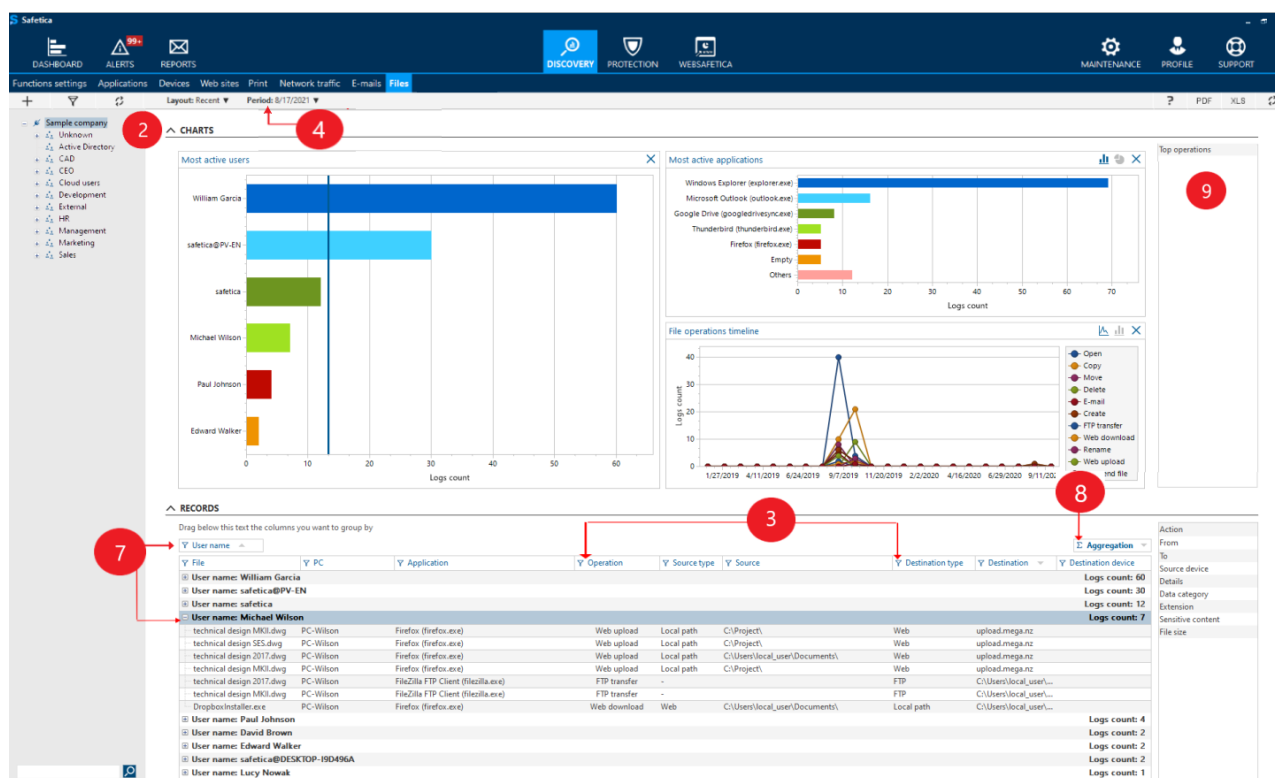 Safetica
99+
DASHBOARD ALERTS REPORTS DISCOVERY PROTECTION WEBSAFETICA MAINTENANCE PROFILE SUPPORT
Functions settings Applications Devices Web sites Print Network traffic E-mails Files
Layout: Recent Period: 8/17/2021 ? PDF XLS
Sample company
Unknown
Active Directory
CAD
CEO
Cloud users
Development
External
HR
Management
Marketing
Sales
2
4
CHARTS
Most active users
William Garcia
safetica@PV-EN
safetica
Michael Wilson
Paul Johnson
Edward Walker
0 10 20 30 40 50 60
Logs count
Most active applications
Windows Explorer (explorer.exe)
Microsoft Outlook (outlook.exe)
Google Drive (googledrivesync.exe)
Thunderbird (thunderbird.exe)
Firefox (firefox.exe)
Empty
Others
0 10 20 30 40 50 60 70
Logs count
File operations timeline
40
30
20
10
0
Logs count
1/27/2019 4/11/2019 6/24/2019 9/7/2019 11/20/2019 2/2/2020 4/16/2020 6/29/2020
Open
Copy
Move
Delete
E-mail
Create
FTP transfer
Web download
Rename
Web upload
file
Top operations
9
RECORDS
8
3
7
Drag below this text the columns you want to group by
User name Σ Aggregation
File PC Application Operation Source type Source Destination type Destination Destination device
User name: William Garcia Logs count: 60
User name: safetica@PV-EN Logs count: 30
User name: safetica Logs count: 12
User name: Michael Wilson Logs count: 7
technical design MKII.dwg PC-Wilson Firefox (firefox.exe) Web upload Local path C:\Project\ Web upload.mega.nz
technical design SES.dwg PC-Wilson Firefox (firefox.exe) Web upload Local path C:\Project\ Web upload.mega.nz
technical design 2017.dwg PC-Wilson Firefox (firefox.exe) Web upload Local path C:\Users\local_user\Documents\ Web upload.mega.nz
technical design MKII.dwg PC-Wilson Firefox (firefox.exe) Web upload Local path C:\Project\ Web upload.mega.nz
technical design 2017.dwg PC-Wilson FileZilla FTP Client (filezilla.exe) FTP transfer - FTP C:\Users\local_user\...
technical design MKII.dwg PC-Wilson FileZilla FTP Client (filezilla.exe) FTP transfer - FTP C:\Users\local_user\...
DropboxInstaller.exe PC-Wilson Firefox (firefox.exe) Web download Web C:\Users\local_user\Documents\ Local path C:\Users\local_user\...
User name: Paul Johnson Logs count: 4
User name: David Brown Logs count: 2
User name: Edward Walker Logs count: 2
User name: safetica@DESKTOP-I9D496A Logs count: 2
User name: Lucy Nowak Logs count: 1
Action
From
To
Source device
Details
Data category
Extension
Sensitive content
File size